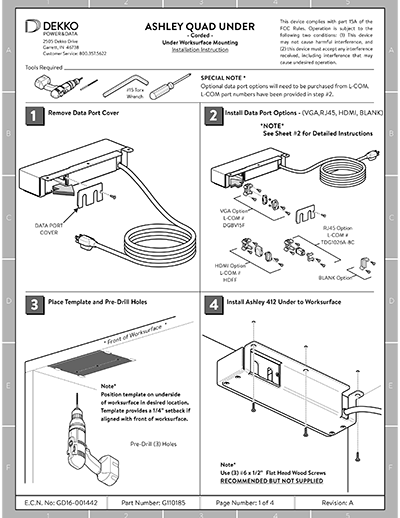 DEKKO
POWER&DATA
2505 Dekko Drive
Garrett, IN 46738
Customer Service: 800.357.5622
ASHLEY QUAD UNDER
- Corded -
Under Worksurface Mounting
Installation Instruction
This device complies with part 15A of the
FCC Rules. Operation is subject to the
following two conditions: (1) This device
may not cause harmful interference, and
(2) this device must accept any interference
received, including interference that may
cause undesired operation.
Tools Required
#15 Torx
Wrench
SPECIAL NOTE *
Optional data port options will need to be purchased from L-COM.
L-COM part numbers have been provided in step #2.
1 Remove Data Port Cover
DATA PORT
COVER
2 Install Data Port Options - (VGA,RJ45, HDMI, BLANK)
*NOTE*
See Sheet #2 for Detailed Instructions
VGA Option
L-COM #
DGBV15F
RJ45 Option
L-COM #
TDG1026A-8C
HDMI Option
L-COM #
HDFF
BLANK Option
3 Place Template and Pre-Drill Holes
* Front of Worksurface *
Note*
Position template on underside
of worksurface in desired location.
Template provides a 1/4" setback if
aligned with front of worksurface.
Pre-Drill (3) Holes
4 Install Ashley 412 Under to Worksurface
Note*
Use (3) #6 x 1/2" Flat Head Wood Screws
RECOMMENDED BUT NOT SUPPLIED
E.C.N. No: GD16-001442
Part Number: G110185
Page Number: 1 of 4
Revision: A